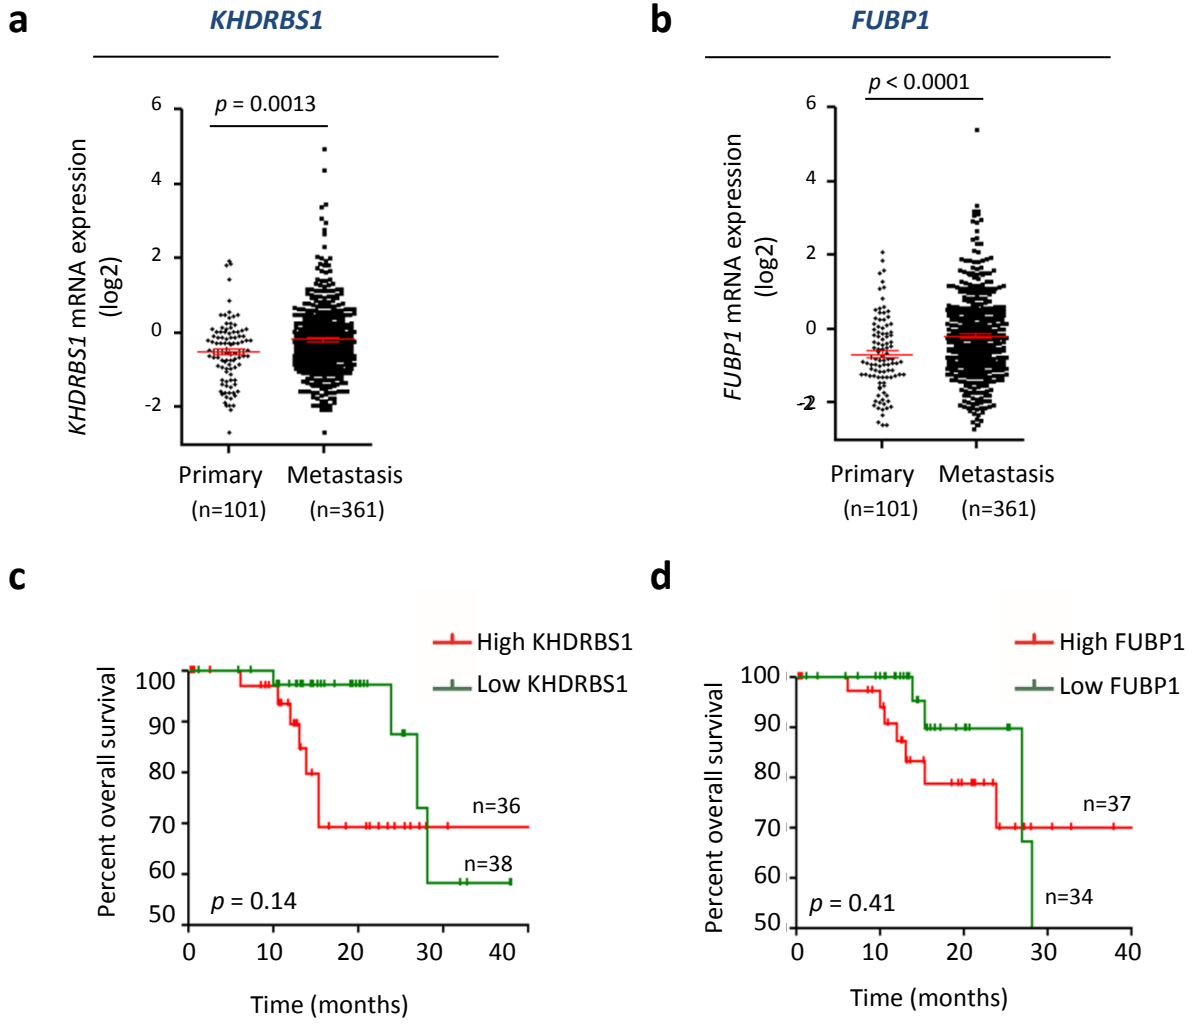 a
KHDRBS1
p = 0.0013
6
4
2
0
-2
KHDRBS1 mRNA expression
(log2)
Primary
Metastasis
(n=101)
(n=361)
b
FUBP1
p < 0.0001
6
4
2
0
-2
FUBP1 mRNA expression
(log2)
Primary
Metastasis
(n=101)
(n=361)
c
High KHDRBS1
Low KHDRBS1
100
90
80
70
60
50
Percent overall survival
n=36
n=38
p = 0.14
0
10
20
30
40
Time (months)
d
High FUBP1
Low FUBP1
100
90
80
70
60
50
Percent overall survival
n=37
n=34
p = 0.41
0
10
20
30
40
Time (months)